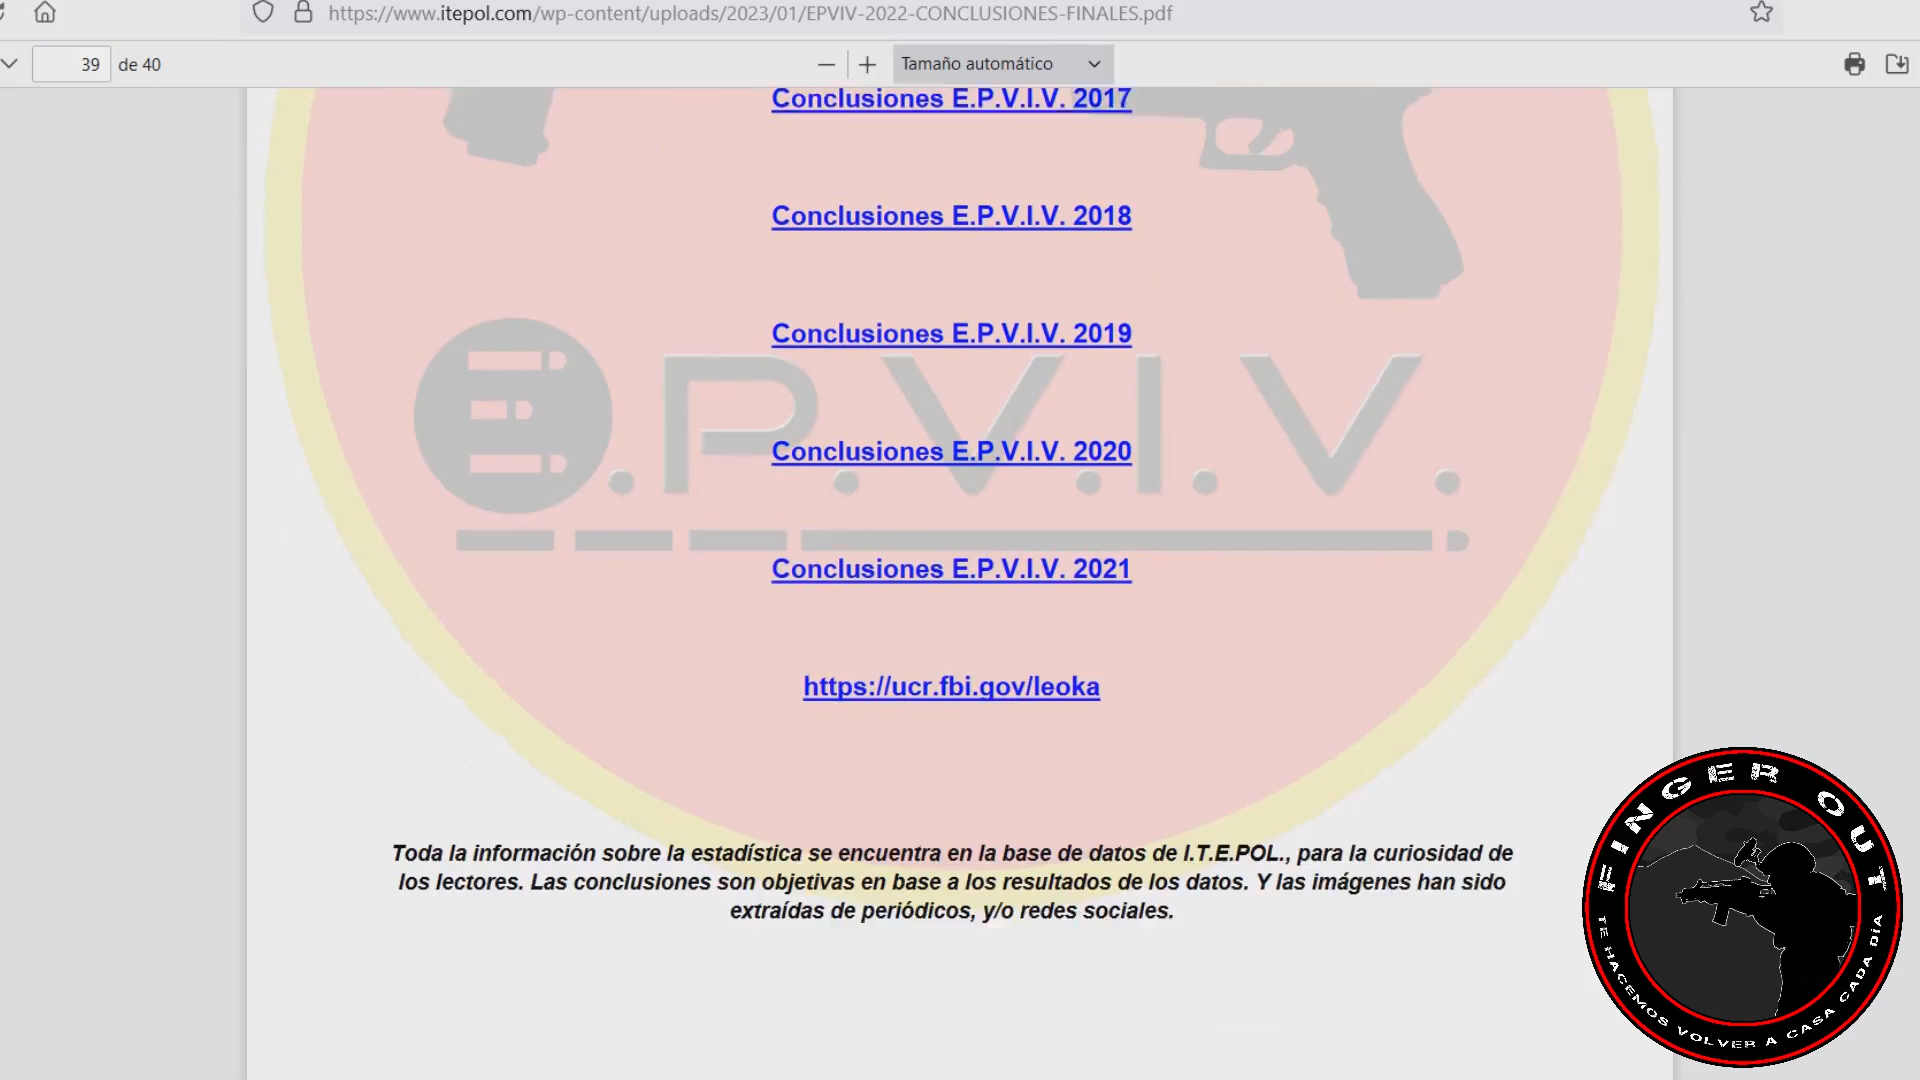 https://www.itepol.com/wp-content/uploads/2023/01/EPVIV-2022-CONCLUSIONES-FINALES.pdf
39 de 40
Tamaño automático
Conclusiones E.P.V.I.V. 2017
Conclusiones E.P.V.I.V. 2018
Conclusiones E.P.V.I.V. 2019
E.P.V.I.V.
Conclusiones E.P.V.I.V. 2020
Conclusiones E.P.V.I.V. 2021
https://ucr.fbi.gov/leoka
Toda la información sobre la estadística se encuentra en la base de datos de I.T.E.POL., para la curiosidad de
los lectores. Las conclusiones son objetivas en base a los resultados de los datos. Y las imágenes han sido
extraídas de periódicos, y/o redes sociales.
FINGER OUT
TE HACEMOS VOLVER A CASA CADA DÍA